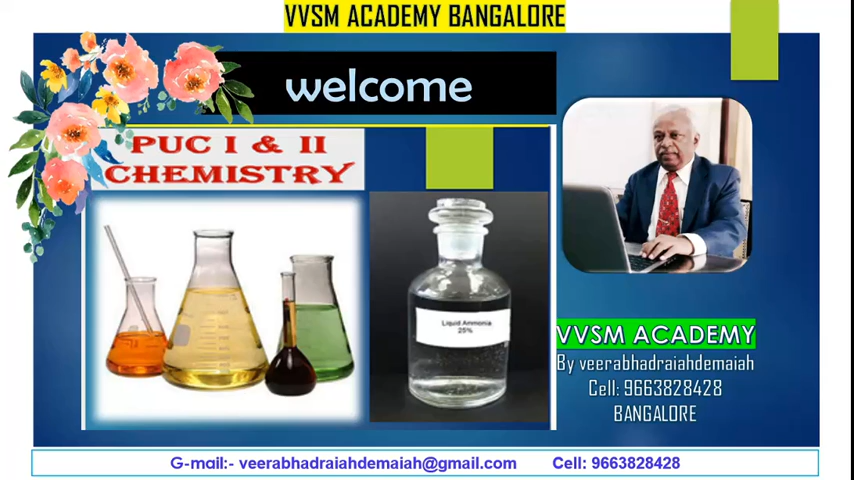 VVSM ACADEMY BANGALORE
welcome
PUC I & II
CHEMISTRY
Liquid Ammonia
25%
VVSM ACADEMY
By veerabhadraiahdemaiah
Cell: 9663828428
BANGALORE
G-mail:- veerabhadraiahdemaiah@gmail.com Cell: 9663828428